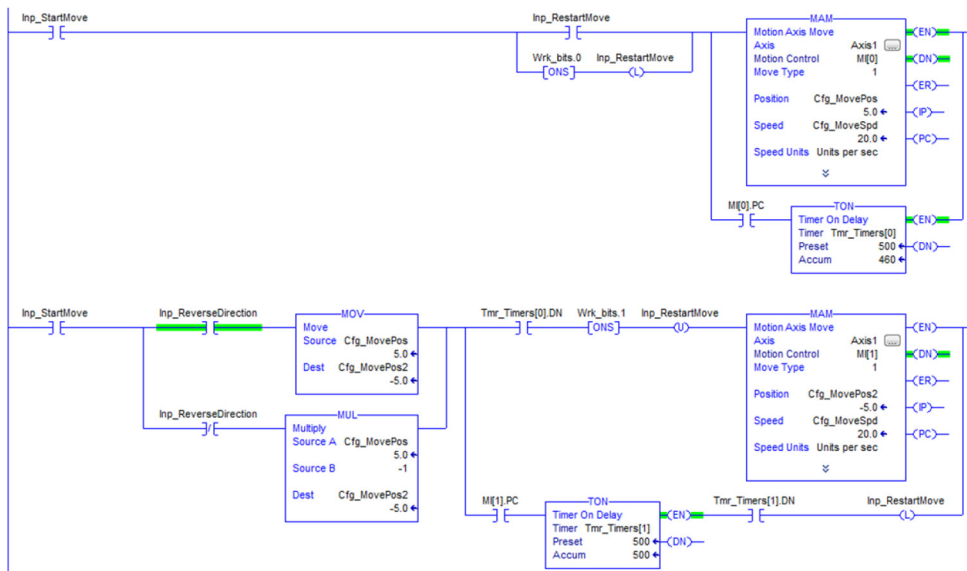 Inp_StartMove
Inp_RestartMove
Wrk_bits.0 Inp_RestartMove
ONS L
MAM
Motion Axis Move
Axis Axis1 ...
Motion Control MI[0]
Move Type 1
Position Cfg_MovePos
5.0
Speed Cfg_MoveSpd
20.0
Speed Units Units per sec
EN
DN
ER
IP
PC
MI[0].PC
TON
Timer On Delay
Timer Tmr_Timers[0]
Preset 500
Accum 460
EN
DN
Inp_StartMove
Inp_ReverseDirection
MOV
Move
Source Cfg_MovePos
5.0
Dest Cfg_MovePos2
-5.0
Inp_ReverseDirection
MUL
Multiply
Source A Cfg_MovePos
5.0
Source B -1
Dest Cfg_MovePos2
-5.0
Tmr_Timers[0].DN Wrk_bits.1 Inp_RestartMove
ONS U
MAM
Motion Axis Move
Axis Axis1 ...
Motion Control MI[1]
Move Type 1
Position Cfg_MovePos2
-5.0
Speed Cfg_MoveSpd
20.0
Speed Units Units per sec
EN
DN
ER
IP
PC
MI[1].PC
TON
Timer On Delay
Timer Tmr_Timers[1]
Preset 500
Accum 500
EN
DN
Tmr_Timers[1].DN Inp_RestartMove
L